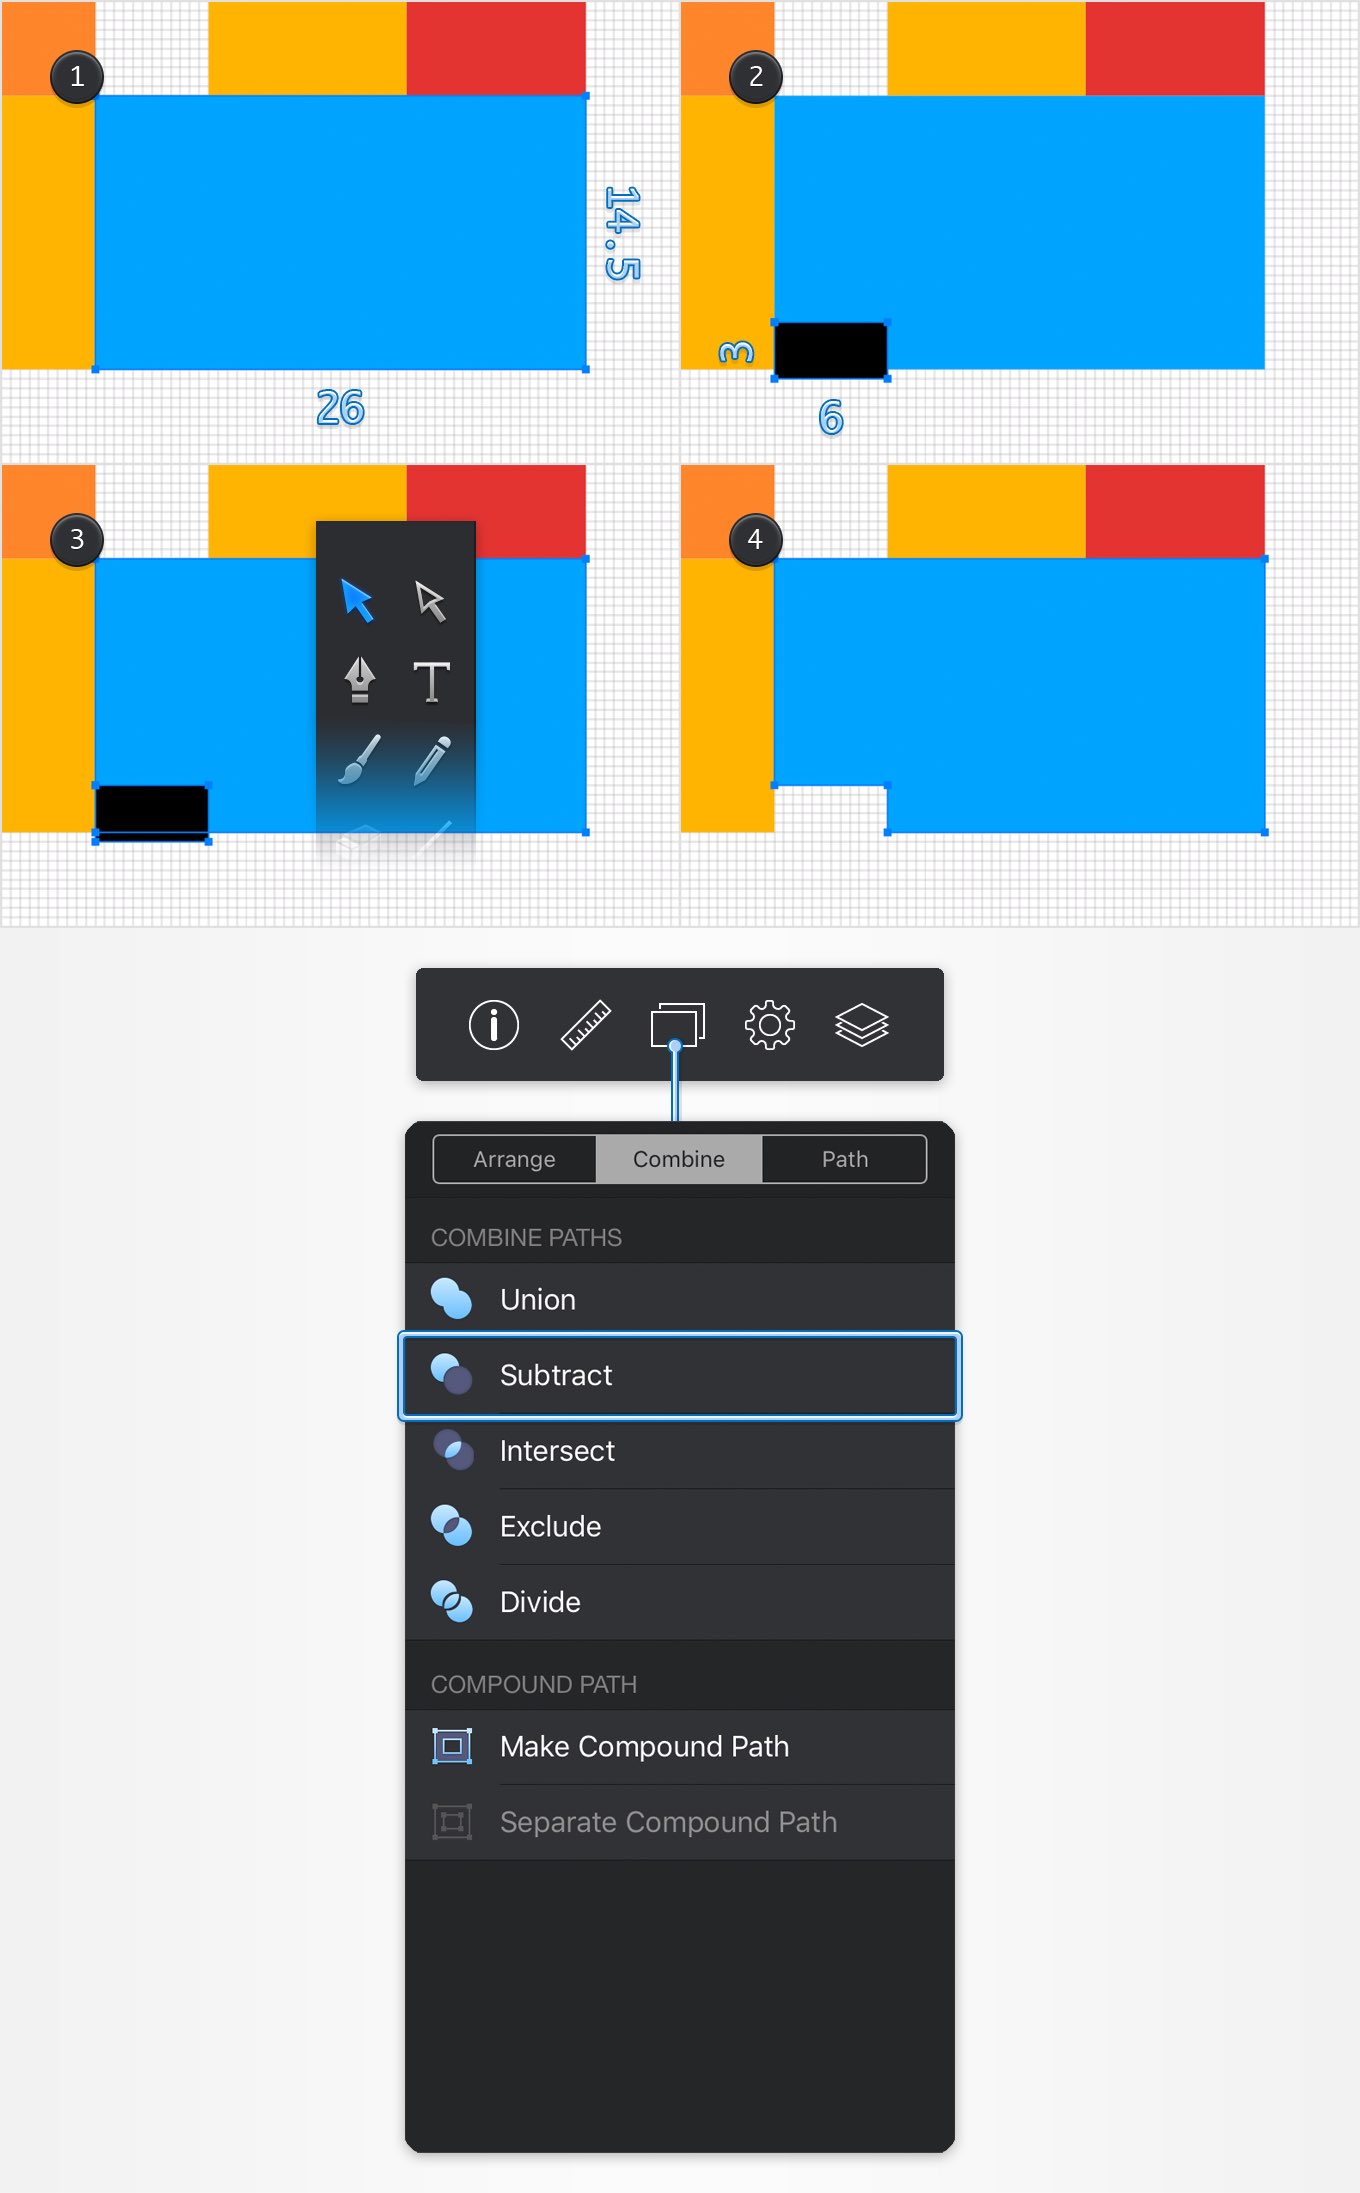 1
14.5
26
2
3
6
3
4
Arrange Combine Path
COMBINE PATHS
Union
Subtract
Intersect
Exclude
Divide
COMPOUND PATH
Make Compound Path
Separate Compound Path